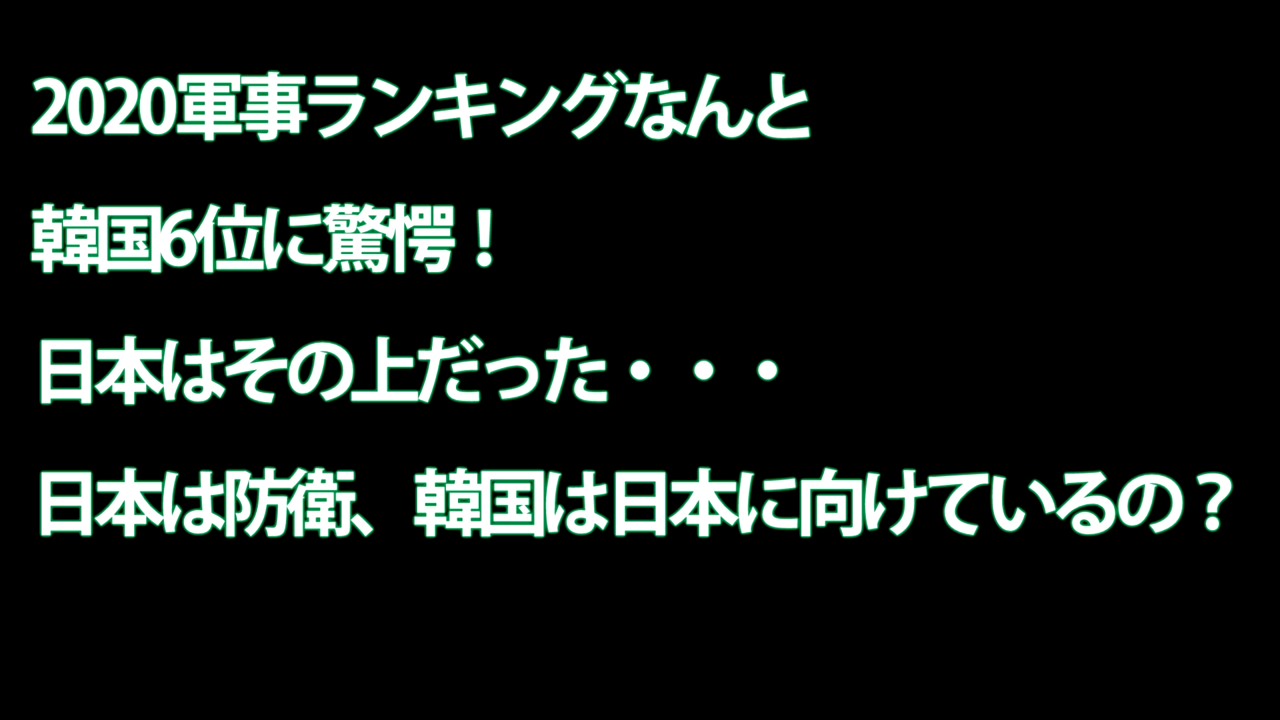 2020軍事ランキングなんと
韓国6位に驚愕！
日本はその上だった・・・
日本は防衛、韓国は日本に向けているの？